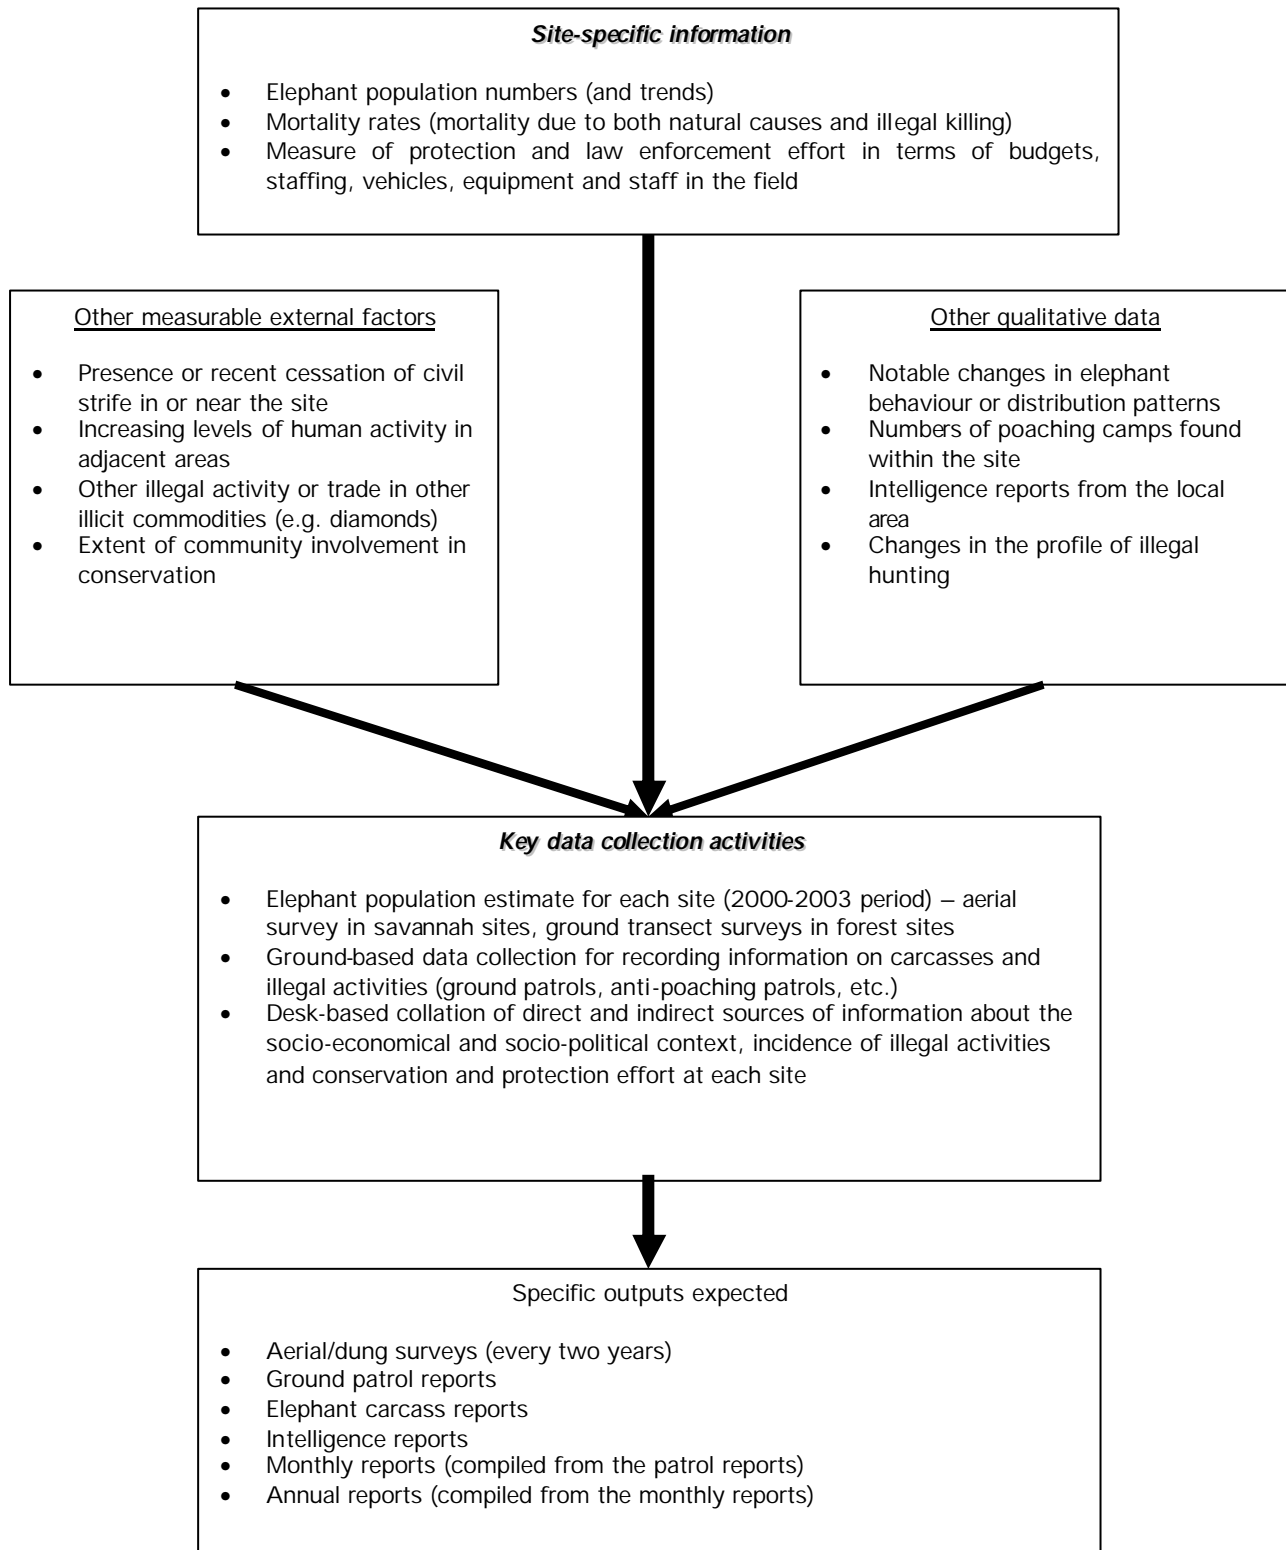 Site-specific information
• Elephant population numbers (and trends)
• Mortality rates (mortality due to both natural causes and illegal killing)
• Measure of protection and law enforcement effort in terms of budgets,
staffing, vehicles, equipment and staff in the field
Other measurable external factors
• Presence or recent cessation of civil
strife in or near the site
• Increasing levels of human activity in
adjacent areas
• Other illegal activity or trade in other
illicit commodities (e.g. diamonds)
• Extent of community involvement in
conservation
Other qualitative data
• Notable changes in elephant
behaviour or distribution patterns
• Numbers of poaching camps found
within the site
• Intelligence reports from the local
area
• Changes in the profile of illegal
hunting
Key data collection activities
• Elephant population estimate for each site (2000-2003 period) – aerial
survey in savannah sites, ground transect surveys in forest sites
• Ground-based data collection for recording information on carcasses and
illegal activities (ground patrols, anti-poaching patrols, etc.)
• Desk-based collation of direct and indirect sources of information about the
socio-economical and socio-political context, incidence of illegal activities
and conservation and protection effort at each site
Specific outputs expected
• Aerial/dung surveys (every two years)
• Ground patrol reports
• Elephant carcass reports
• Intelligence reports
• Monthly reports (compiled from the patrol reports)
• Annual reports (compiled from the monthly reports)